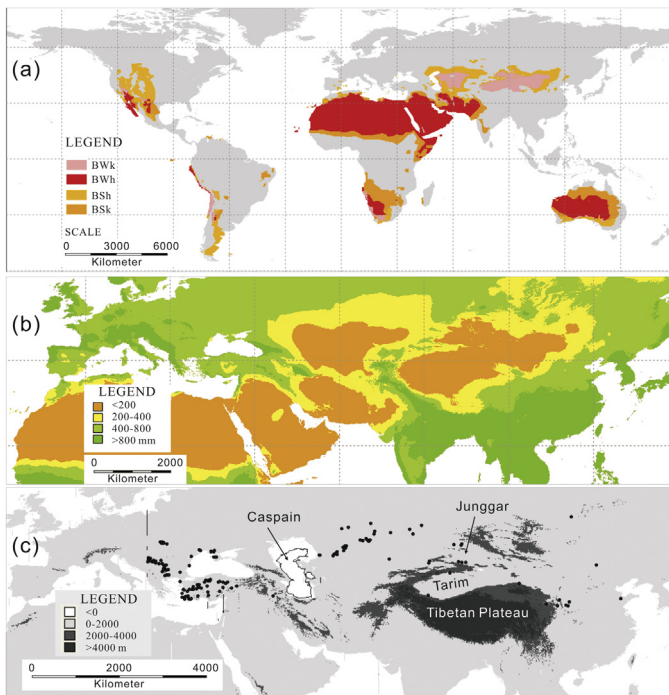 (a)
LEGEND
BWk
BWh
BSh
BSk
SCALE
0 3000 6000
Kilometer
(b)
LEGEND
<200
200-400
400-800
>800 mm
0 2000
Kilometer
(c)
Caspain
Junggar
Tarim
Tibetan Plateau
LEGEND
<0
0-2000
2000-4000
>4000 m
0 2000 4000
Kilometer